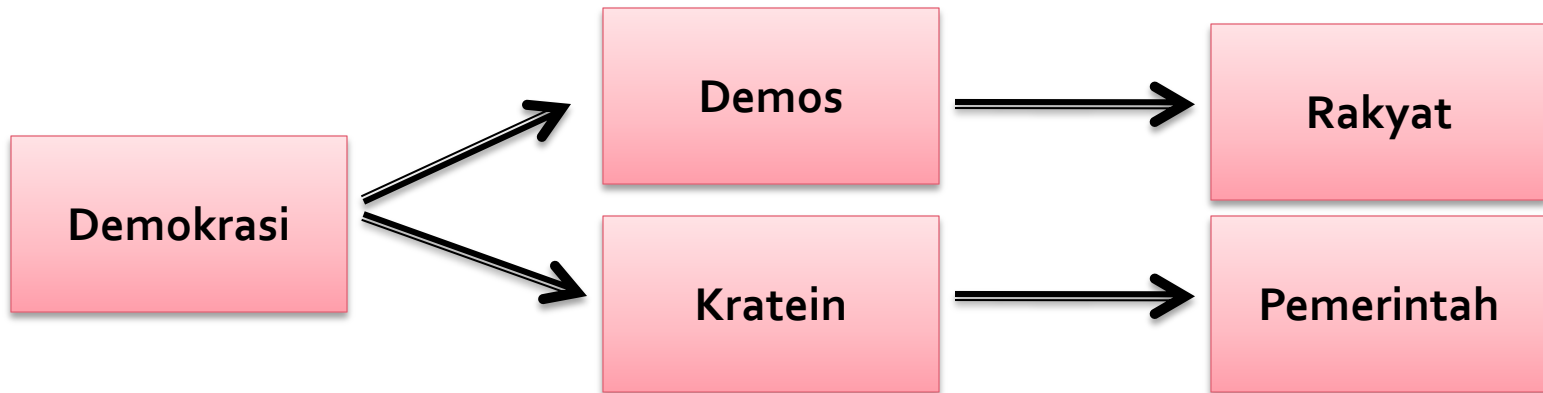 Demokrasi
Demos
Rakyat
Kratein
Pemerintah